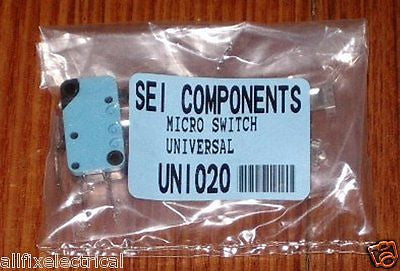 SEI COMPONENTS
MICRO SWITCH
UNIVERSAL
UNI020
allfixelectrical